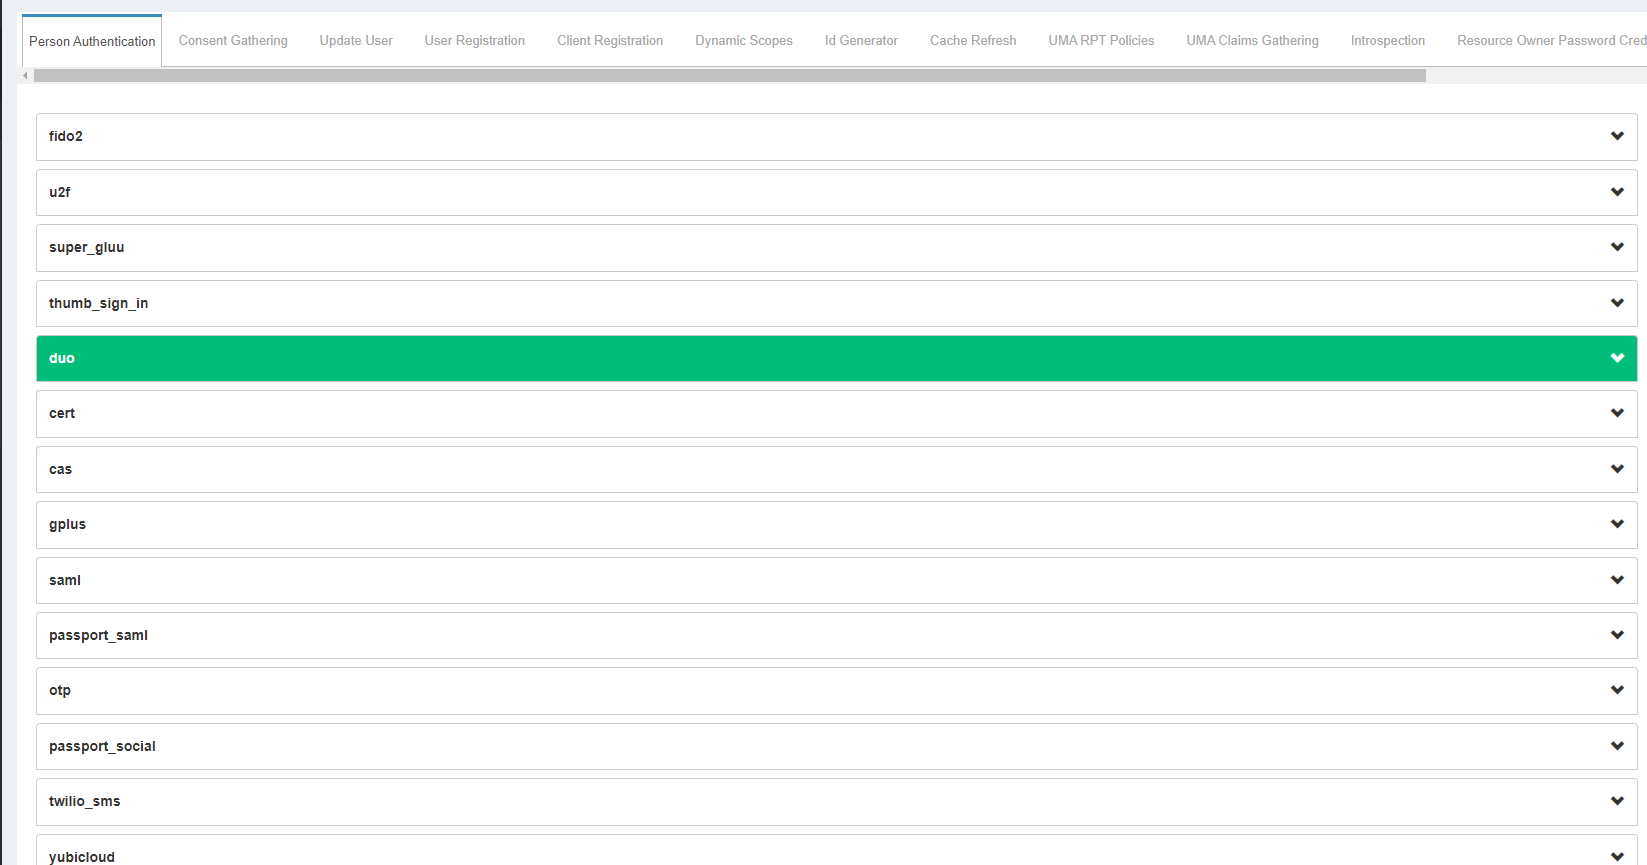 Person Authentication Consent Gathering Update User User Registration Client Registration Dynamic Scopes Id Generator Cache Refresh UMA RPT Policies UMA Claims Gathering Introspection Resource Owner Password Cred
fido2
u2f
super_gluu
thumb_sign_in
duo
cert
cas
gplus
saml
passport_saml
otp
passport_social
twilio_sms
yubicloud